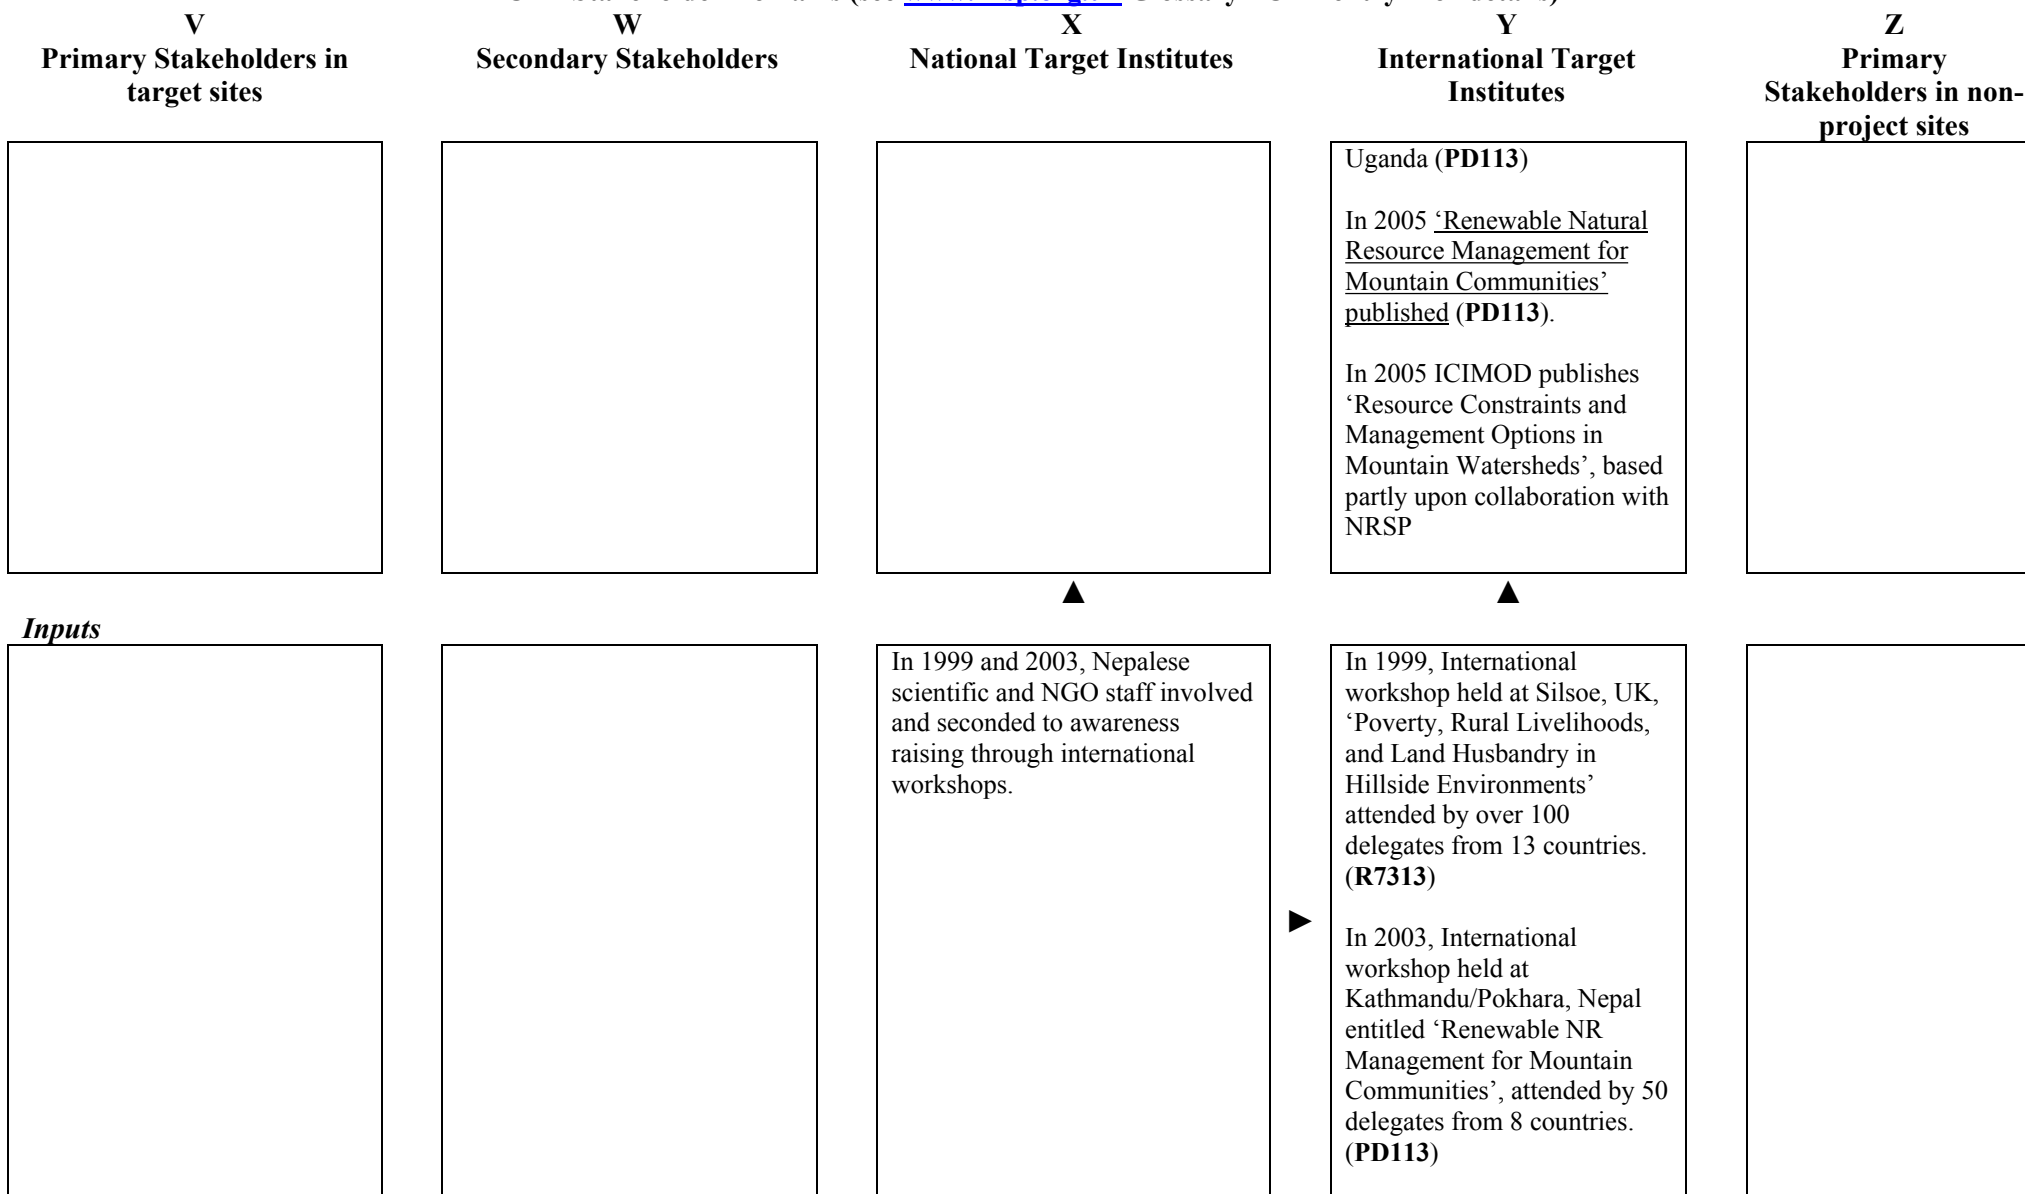 V
Primary Stakeholders in
target sites
W
Secondary Stakeholders
X
National Target Institutes
Y
International Target
Institutes
Z
Primary
Stakeholders in non-
project sites
Uganda (PD113)
In 2005 ‘Renewable Natural
Resource Management for
Mountain Communities’
published (PD113).
In 2005 ICIMOD publishes
‘Resource Constraints and
Management Options in
Mountain Watersheds’, based
partly upon collaboration with
NRSP
▲
▲
Inputs
In 1999 and 2003, Nepalese
scientific and NGO staff involved
and seconded to awareness
raising through international
workshops.
►
In 1999, International
workshop held at Silsoe, UK,
‘Poverty, Rural Livelihoods,
and Land Husbandry in
Hillside Environments’
attended by over 100
delegates from 13 countries.
(R7313)
In 2003, International
workshop held at
Kathmandu/Pokhara, Nepal
entitled ‘Renewable NR
Management for Mountain
Communities’, attended by 50
delegates from 8 countries.
(PD113)